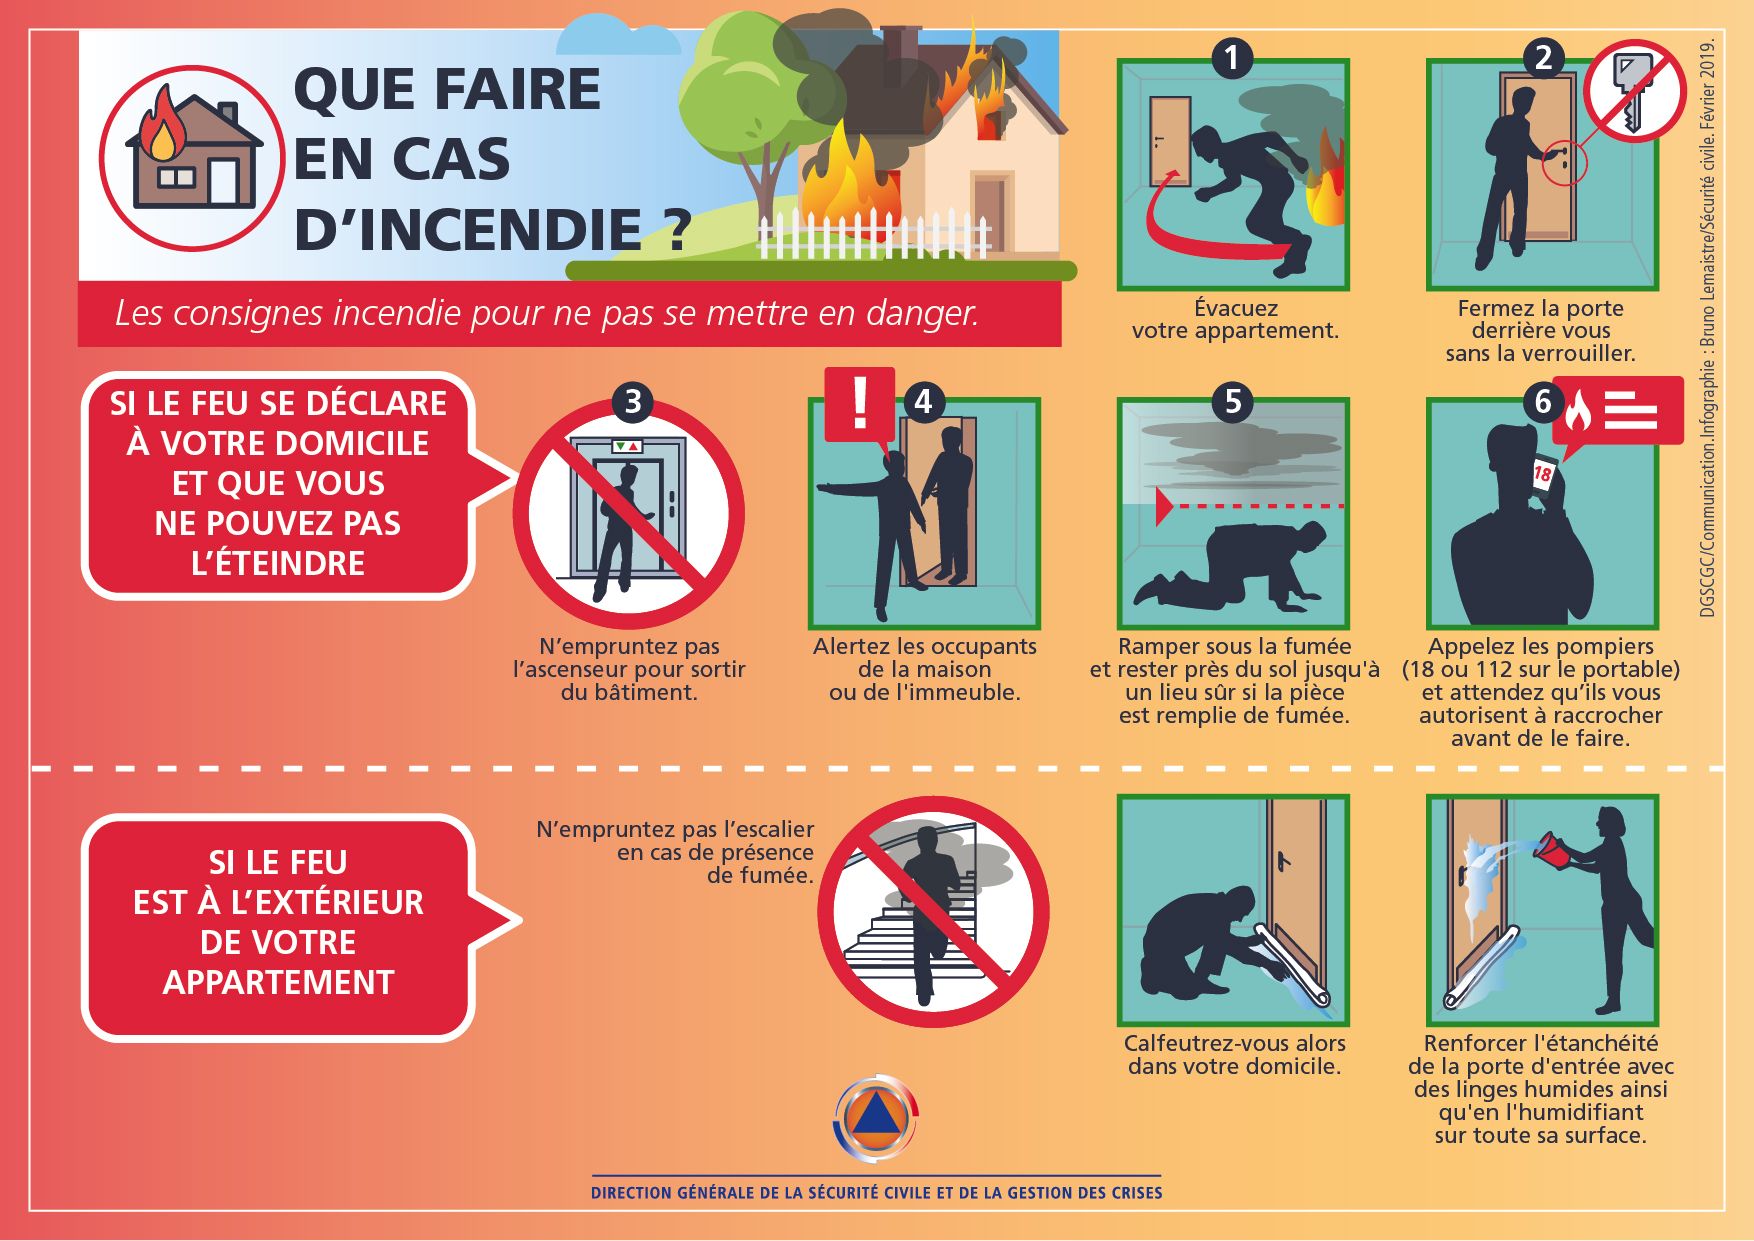 QUE FAIRE
EN CAS
D'INCENDIE ?
Les consignes incendie pour ne pas se mettre en danger.
SI LE FEU SE DÉCLARE
À VOTRE DOMICILE
ET QUE VOUS
NE POUVEZ PAS
L'ÉTEINDRE
1
Évacuez
votre appartement.
2
Fermez la porte
derrière vous
sans la verrouiller.
3
N'empruntez pas
l'ascenseur pour sortir
du bâtiment.
!
4
Alertez les occupants
de la maison
ou de l'immeuble.
5
Ramper sous la fumée
et rester près du sol jusqu'à
un lieu sûr si la pièce
est remplie de fumée.
6
18
Appelez les pompiers
(18 ou 112 sur le portable)
et attendez qu'ils vous
autorisent à raccrocher
avant de le faire.
SI LE FEU
EST À L'EXTÉRIEUR
DE VOTRE
APPARTEMENT
N'empruntez pas l'escalier
en cas de présence
de fumée.
Calfeutrez-vous alors
dans votre domicile.
Renforcer l'étanchéité
de la porte d'entrée avec
des linges humides ainsi
qu'en l'humidifiant
sur toute sa surface.
DIRECTION GÉNÉRALE DE LA SÉCURITÉ CIVILE ET DE LA GESTION DES CRISES
DGSCGC/Communication.Infographie : Bruno Lemaistre/Sécurité civile. Février 2019.